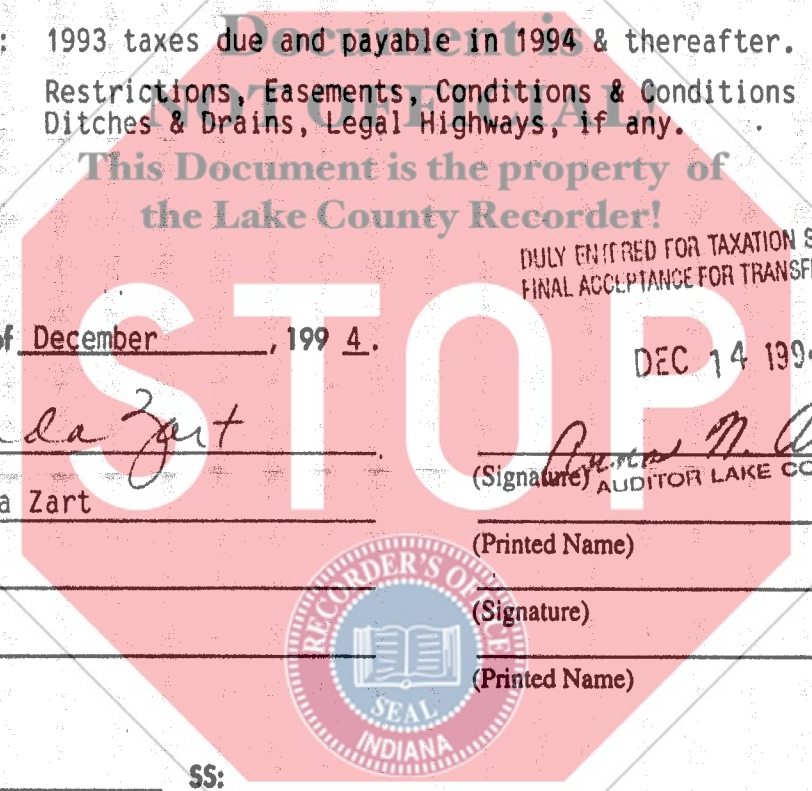 Document is
: 1993 taxes due and payable in 1994 & thereafter.
NOT OFFICIAL!
Restrictions, Easements, Conditions & Conditions
Ditches & Drains, Legal Highways, if any.
This Document is the property of
the Lake County Recorder!
DULY ENTERED FOR TAXATION S
FINAL ACCEPTANCE FOR TRANSF
STOP
of December, 199 4.
DEC 14 199
da Zart
(Signature) AUDITOR LAKE CO
a Zart
(Printed Name)
(Signature)
(Printed Name)
RECORDER'S OFFICE
SEAL
INDIANA
SS: